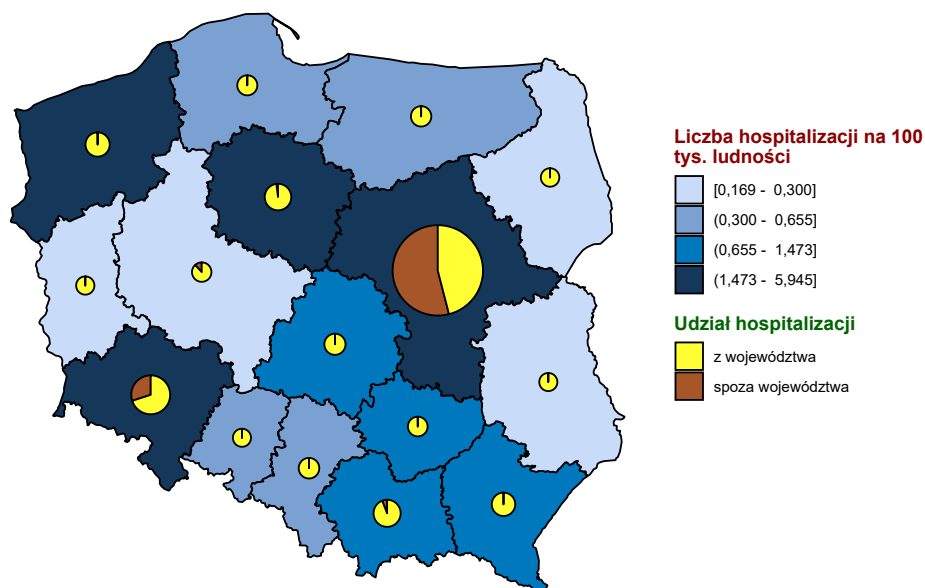 Liczba hospitalizacji na 100
tys. ludności
[0,169 - 0,300]
(0,300 - 0,655]
(0,655 - 1,473]
(1,473 - 5,945]
Udział hospitalizacji
z województwa
spoza województwa